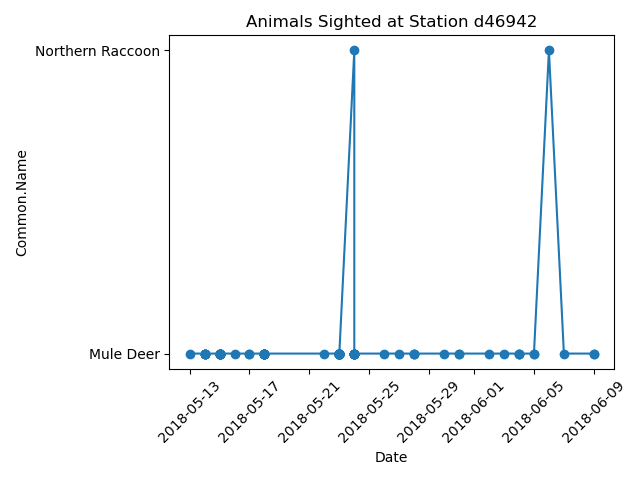 Animals Sighted at Station d46942
Northern Raccoon
Common.Name
Mule Deer
2018-05-13
2018-05-17
2018-05-21
2018-05-25
2018-05-29
2018-06-01
2018-06-05
2018-06-09
Date